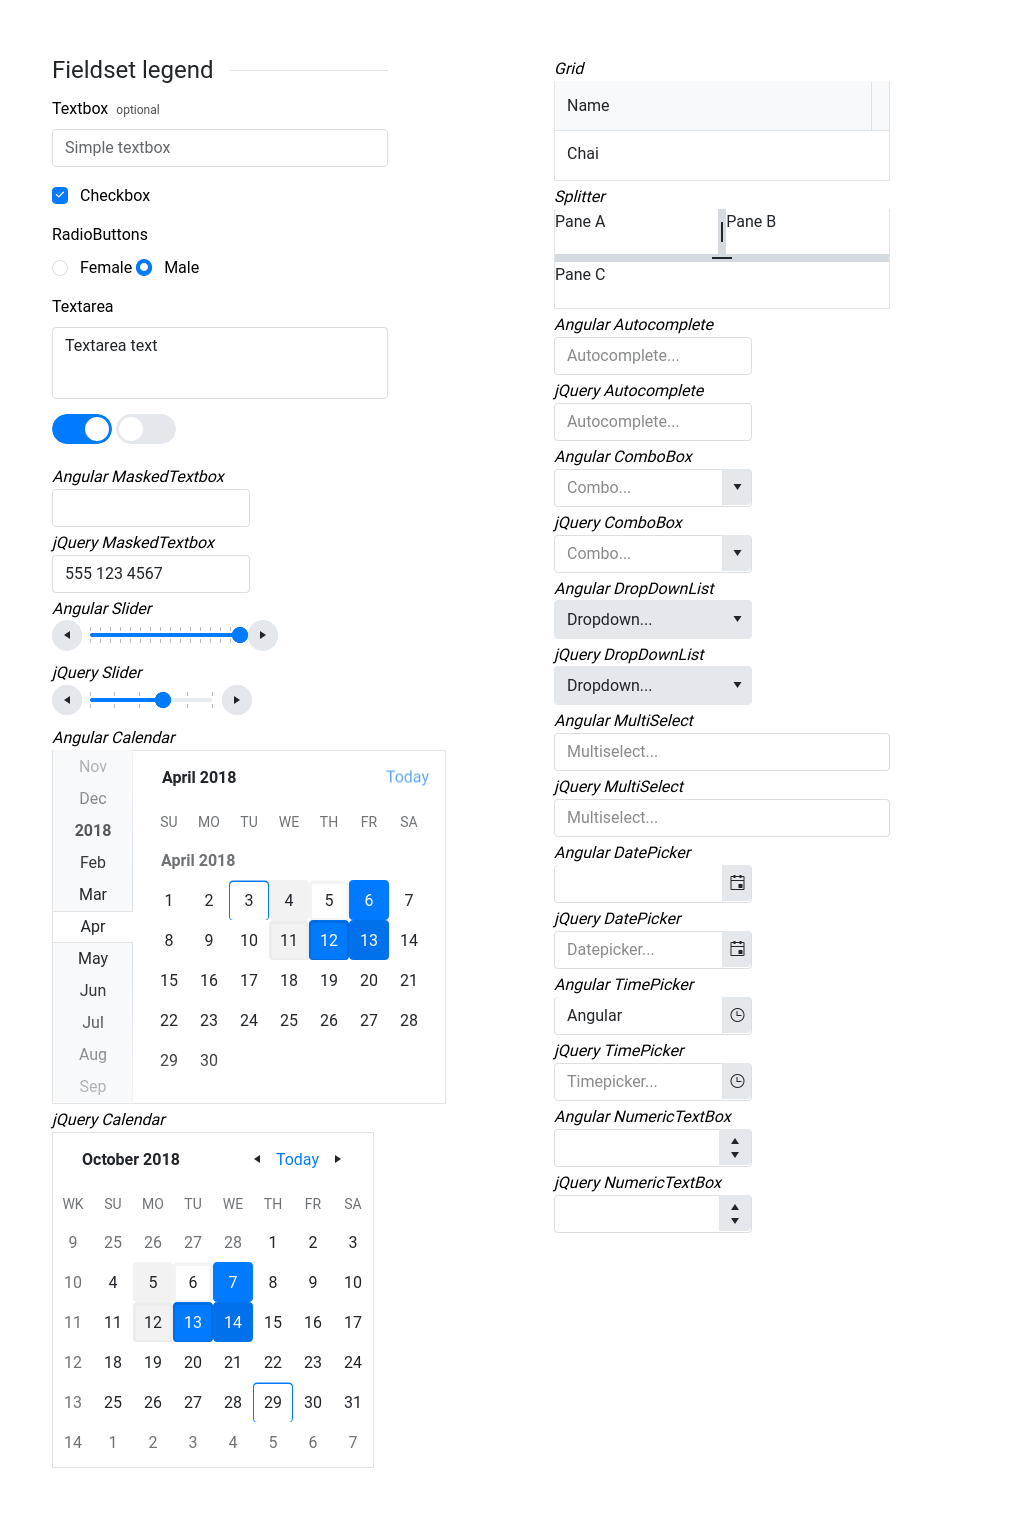 Fieldset legend
Textbox optional
Simple textbox
Checkbox
RadioButtons
Female Male
Textarea
Textarea text
Angular MaskedTextbox
jQuery MaskedTextbox
555 123 4567
Angular Slider
jQuery Slider
Angular Calendar
Nov
Dec
2018
Feb
Mar
Apr
May
Jun
Jul
Aug
Sep
April 2018 Today
SU MO TU WE TH FR SA
April 2018
1 2 3 4 5 6 7
8 9 10 11 12 13 14
15 16 17 18 19 20 21
22 23 24 25 26 27 28
29 30
jQuery Calendar
October 2018 Today
WK SU MO TU WE TH FR SA
9 25 26 27 28 1 2 3
10 4 5 6 7 8 9 10
11 11 12 13 14 15 16 17
12 18 19 20 21 22 23 24
13 25 26 27 28 29 30 31
14 1 2 3 4 5 6 7
Grid
Name
Chai
Splitter
Pane A Pane B
Pane C
Angular Autocomplete
Autocomplete...
jQuery Autocomplete
Autocomplete...
Angular ComboBox
Combo...
jQuery ComboBox
Combo...
Angular DropDownList
Dropdown...
jQuery DropDownList
Dropdown...
Angular MultiSelect
Multiselect...
jQuery MultiSelect
Multiselect...
Angular DatePicker
jQuery DatePicker
Datepicker...
Angular TimePicker
Angular
jQuery TimePicker
Timepicker...
Angular NumericTextBox
jQuery NumericTextBox